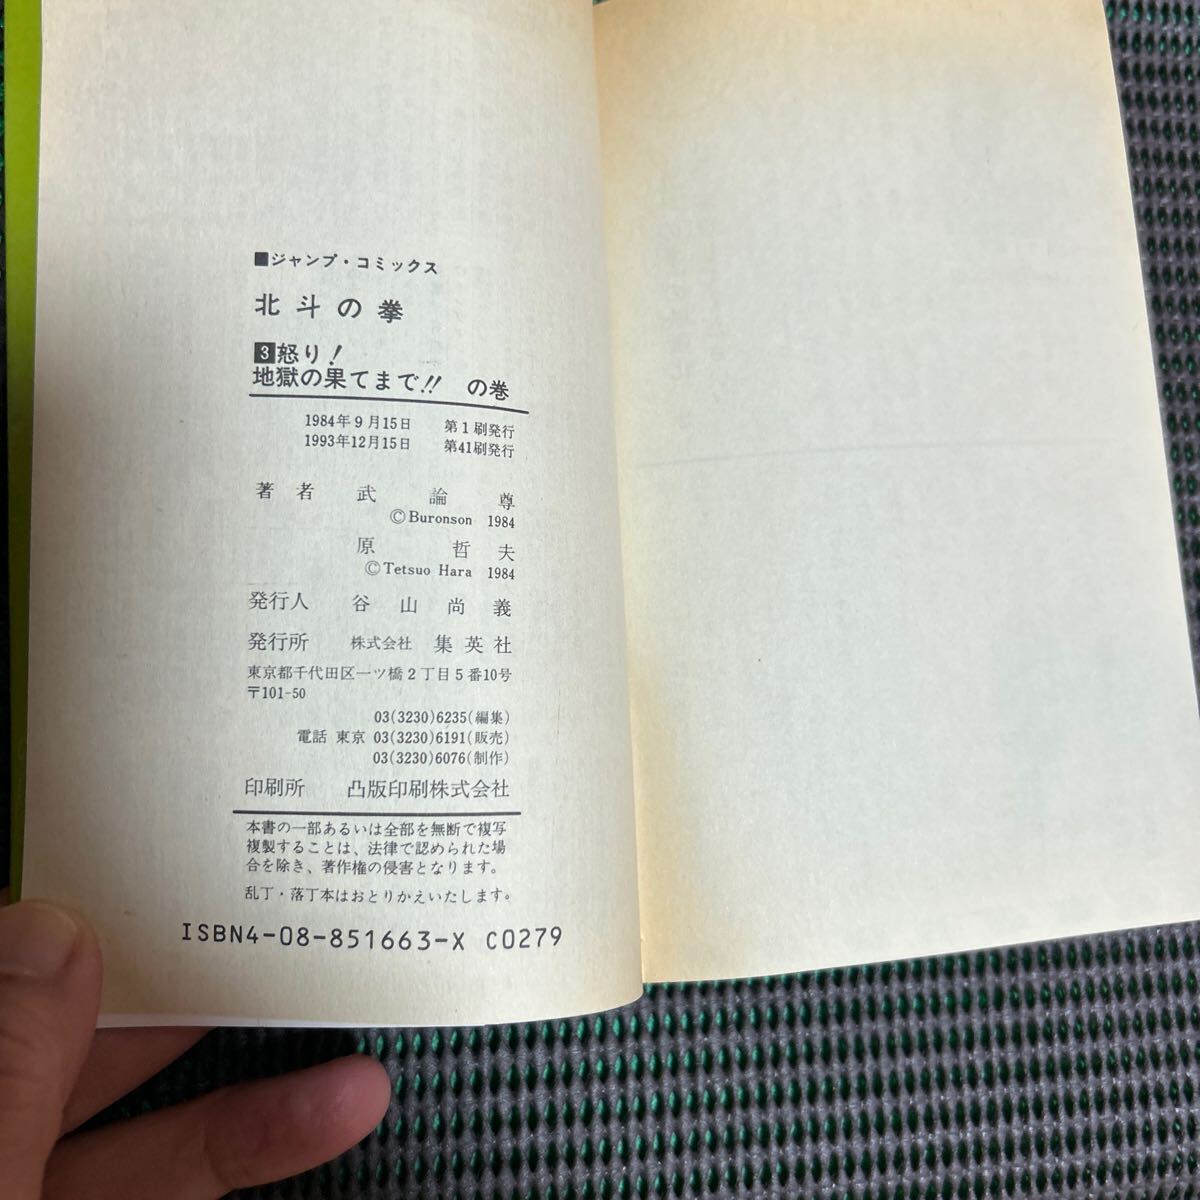 ■ジャンプ・コミックス
北斗の拳
3怒り!
地獄の果てまで!! の巻
1984年9月15日 第1刷発行
1993年12月15日 第41刷発行
著者 武論尊
©Buronson 1984
原哲夫
©Tetsuo Hara 1984
発行人 谷山尚義
発行所 株式会社 集英社
東京都千代田区一ツ橋2丁目5番10号
〒101-50
03(3230)6235(編集)
電話 東京 03(3230)6191(販売)
03(3230)6076(制作)
印刷所 凸版印刷株式会社
本書の一部あるいは全部を無断で複写
複製することは、法律で認められた場
合を除き、著作権の侵害となります。
乱丁・落丁本はおとりかえいたします。
ISBN4-08-851663-X C0279